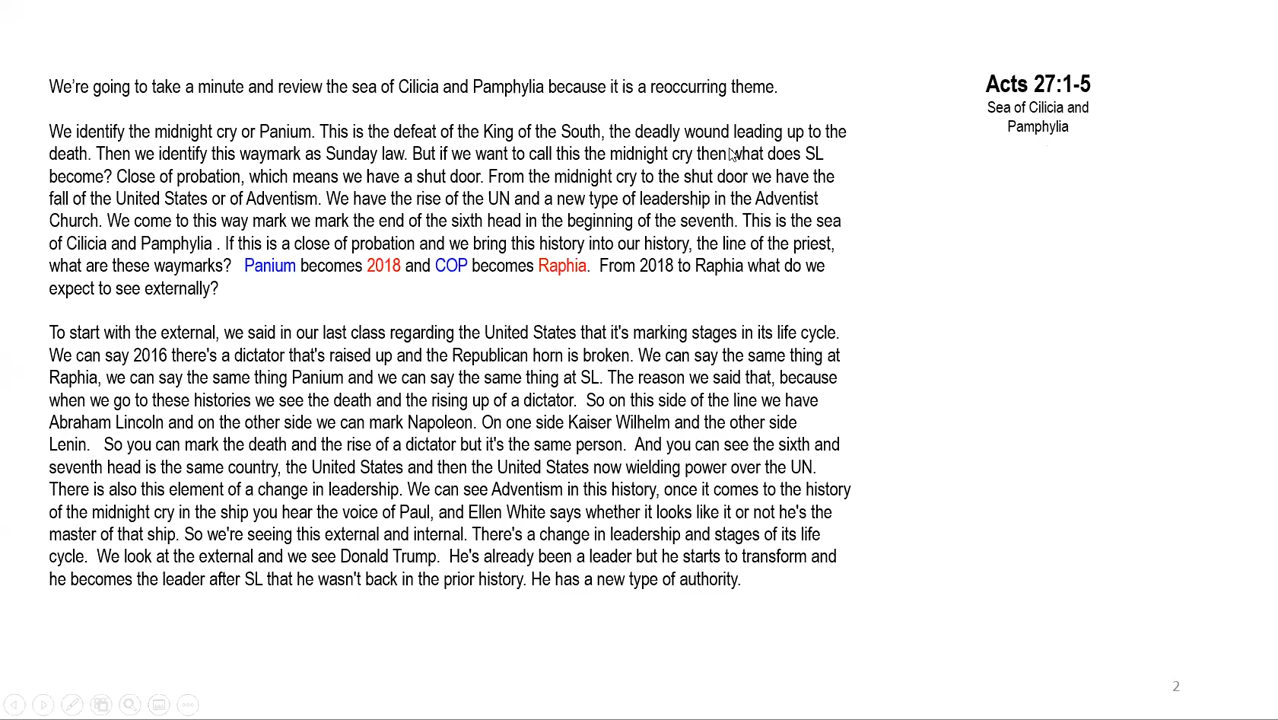 We're going to take a minute and review the sea of Cilicia and Pamphylia because it is a reoccurring theme.
We identify the midnight cry or Panium. This is the defeat of the King of the South, the deadly wound leading up to the
death. Then we identify this waymark as Sunday law. But if we want to call this the midnight cry then what does SL
become? Close of probation, which means we have a shut door. From the midnight cry to the shut door we have the
fall of the United States or of Adventism. We have the rise of the UN and a new type of leadership in the Adventist
Church. We come to this way mark we mark the end of the sixth head in the beginning of the seventh. This is the sea
of Cilicia and Pamphylia . If this is a close of probation and we bring this history into our history, the line of the priest,
what are these waymarks? Panium becomes 2018 and COP becomes Raphia. From 2018 to Raphia what do we
expect to see externally?
To start with the external, we said in our last class regarding the United States that it's marking stages in its life cycle.
We can say 2016 there's a dictator that's raised up and the Republican horn is broken. We can say the same thing at
Raphia, we can say the same thing Panium and we can say the same thing at SL. The reason we said that, because
when we go to these histories we see the death and the rising up of a dictator. So on this side of the line we have
Abraham Lincoln and on the other side we can mark Napoleon. On one side Kaiser Wilhelm and the other side
Lenin. So you can mark the death and the rise of a dictator but it's the same person. And you can see the sixth and
seventh head is the same country, the United States and then the United States now wielding power over the UN.
There is also this element of a change in leadership. We can see Adventism in this history, once it comes to the history
of the midnight cry in the ship you hear the voice of Paul, and Ellen White says whether it looks like it or not he's the
master of that ship. So we're seeing this external and internal. There's a change in leadership and stages of its life
cycle. We look at the external and we see Donald Trump. He's already been a leader but he starts to transform and
he becomes the leader after SL that he wasn't back in the prior history. He has a new type of authority.
Acts 27:1-5
Sea of Cilicia and
Pamphylia
2